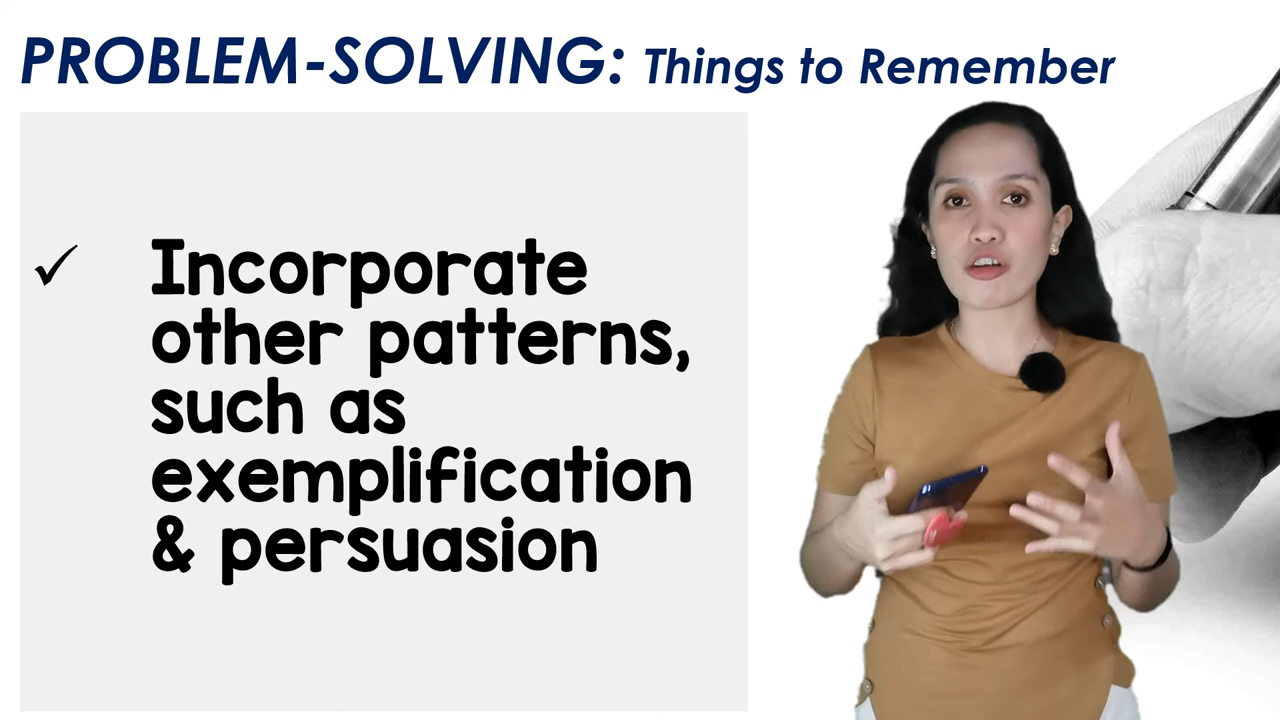 PROBLEM-SOLVING: Things to Remember
✓ Incorporate
other patterns,
such as
exemplification
& persuasion